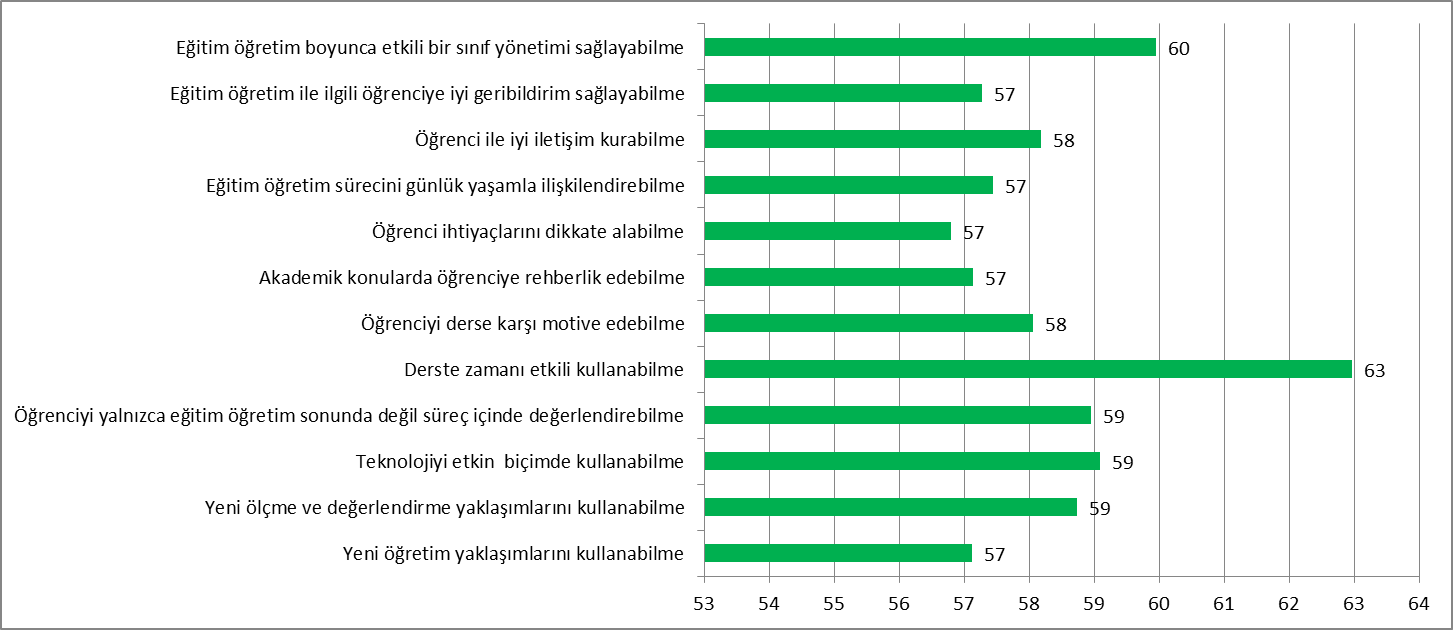 Eğitim öğretim boyunca etkili bir sınıf yönetimi sağlayabilme 60
Eğitim öğretim ile ilgili öğrenciye iyi geribildirim sağlayabilme 57
Öğrenci ile iyi iletişim kurabilme 58
Eğitim öğretim sürecini günlük yaşamla ilişkilendirebilme 57
Öğrenci ihtiyaçlarını dikkate alabilme 57
Akademik konularda öğrenciye rehberlik edebilme 57
Öğrenciyi derse karşı motive edebilme 58
Derste zamanı etkili kullanabilme 63
Öğrenciyi yalnızca eğitim öğretim sonunda değil süreç içinde değerlendirebilme 59
Teknolojiyi etkin  biçimde kullanabilme 59
Yeni ölçme ve değerlendirme yaklaşımlarını kullanabilme 59
Yeni öğretim yaklaşımlarını kullanabilme 57
53 54 55 56 57 58 59 60 61 62 63 64